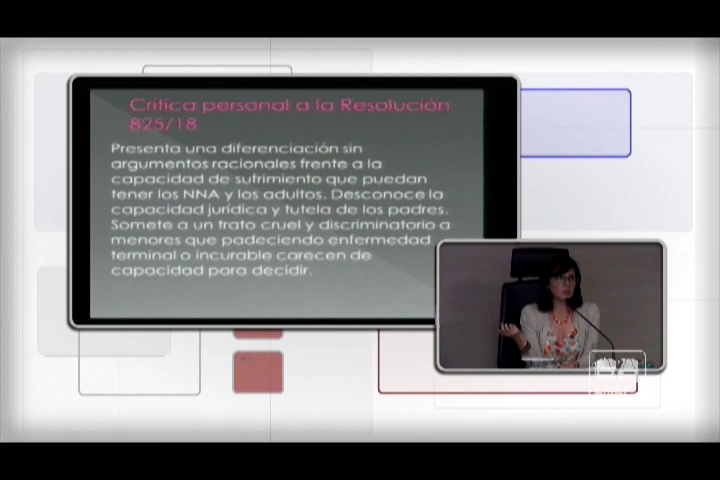 Crítica personal a la Resolución
825/18
Presenta una diferenciación sin
argumentos racionales frente a la
capacidad de sufrimiento que puedan
tener los NNA y los adultos. Desconoce la
capacidad jurídica y tutela de los padres.
Somete a un trato cruel y discriminatorio a
menores que padeciendo enfermedad
terminal o incurable carecen de
capacidad para decidir.